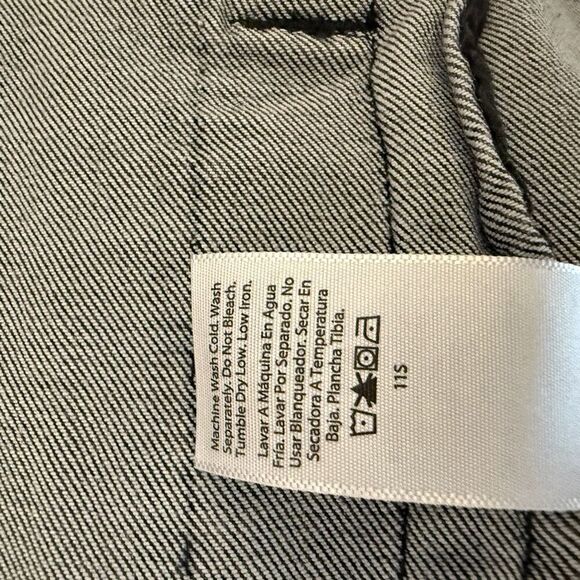 Machine Wash Cold. Wash
Separately. Do Not Bleach.
Tumble Dry Low. Low Iron.
Lavar A Máquina En Agua
Fría. Lavar Por Separado. No
Usar Blanqueador. Secar En
Secadora A Temperatura
Baja. Plancha Tibia.
11S